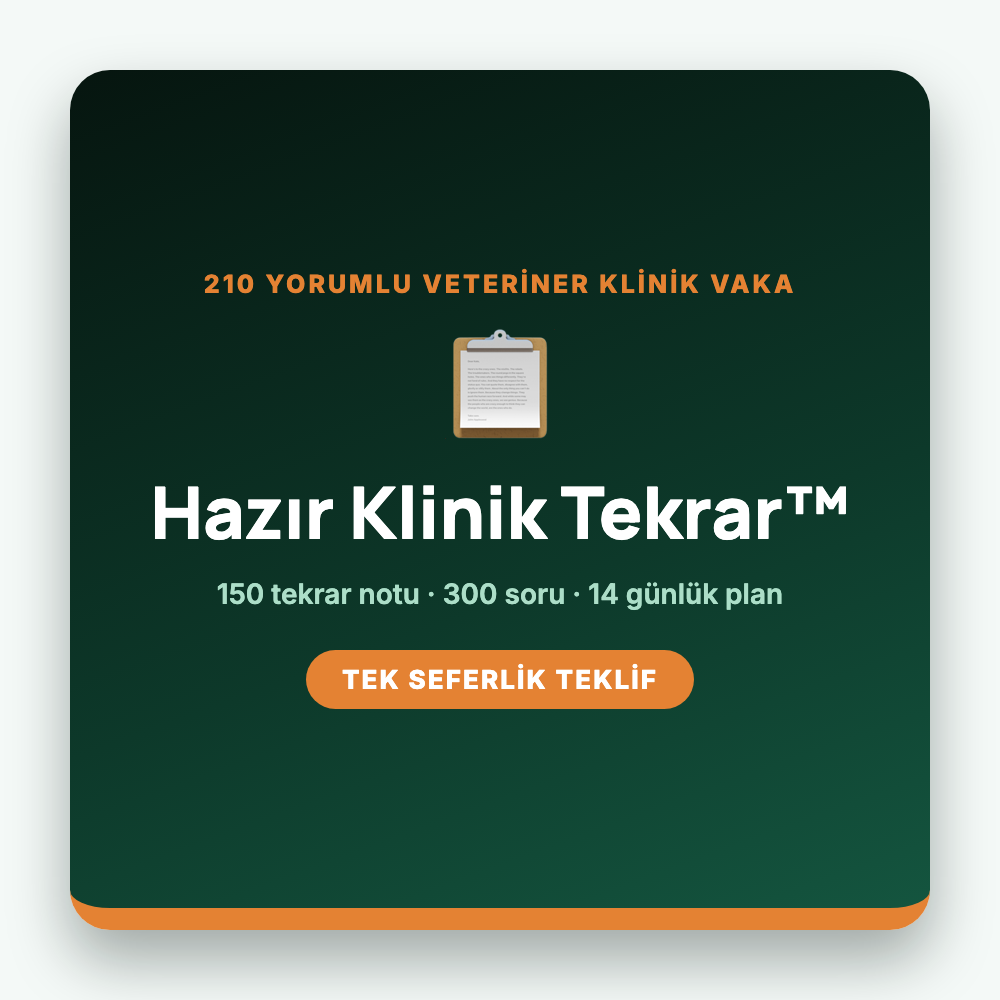 210 YORUMLU VETERİNER KLİNİK VAKA
Hazır Klinik Tekrar™
150 tekrar notu · 300 soru · 14 günlük plan
TEK SEFERLİK TEKLİF